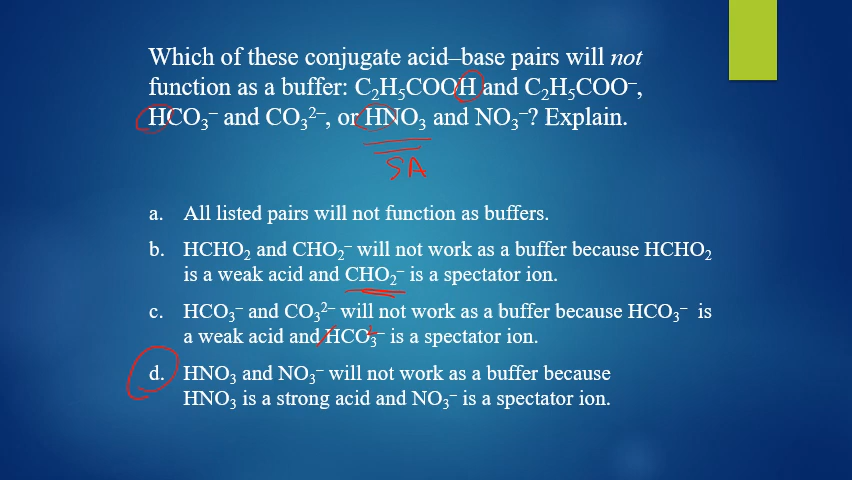 Which of these conjugate acid–base pairs will not
function as a buffer: C₂H₅COOH and C₂H₅COO⁻,
HCO₃⁻ and CO₃²⁻, or HNO₃ and NO₃⁻? Explain.
SA
a. All listed pairs will not function as buffers.
b. HCHO₂ and CHO₂⁻ will not work as a buffer because HCHO₂
is a weak acid and CHO₂⁻ is a spectator ion.
c. HCO₃⁻ and CO₃²⁻ will not work as a buffer because HCO₃⁻ is
a weak acid and HCO₃²⁻ is a spectator ion.
d. HNO₃ and NO₃⁻ will not work as a buffer because
HNO₃ is a strong acid and NO₃⁻ is a spectator ion.